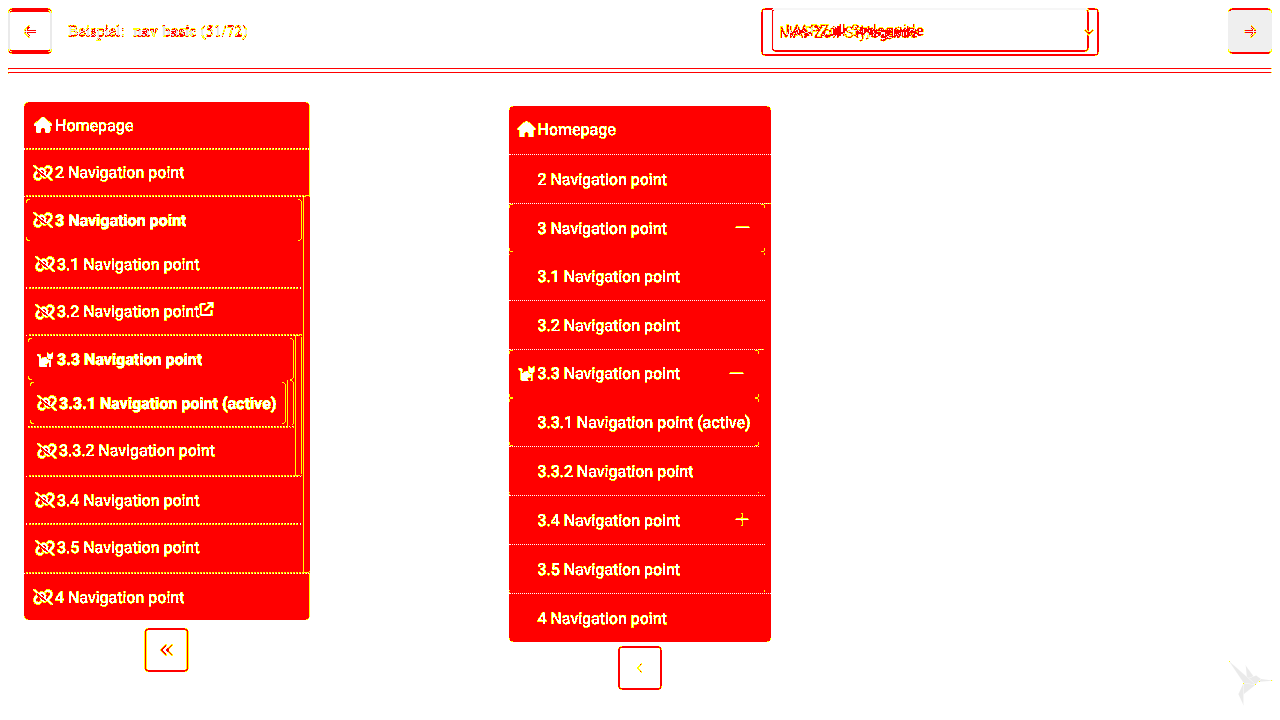 Beispiel: nav basic (51/72)
Homepage
2 Navigation point
3 Navigation point
3.1 Navigation point
3.2 Navigation point
3.3 Navigation point
3.3.1 Navigation point (active)
3.3.2 Navigation point
3.4 Navigation point
3.5 Navigation point
4 Navigation point
«
Homepage
2 Navigation point
3 Navigation point
3.1 Navigation point
3.2 Navigation point
3.3 Navigation point
3.3.1 Navigation point (active)
3.3.2 Navigation point
3.4 Navigation point
3.5 Navigation point
4 Navigation point
‹